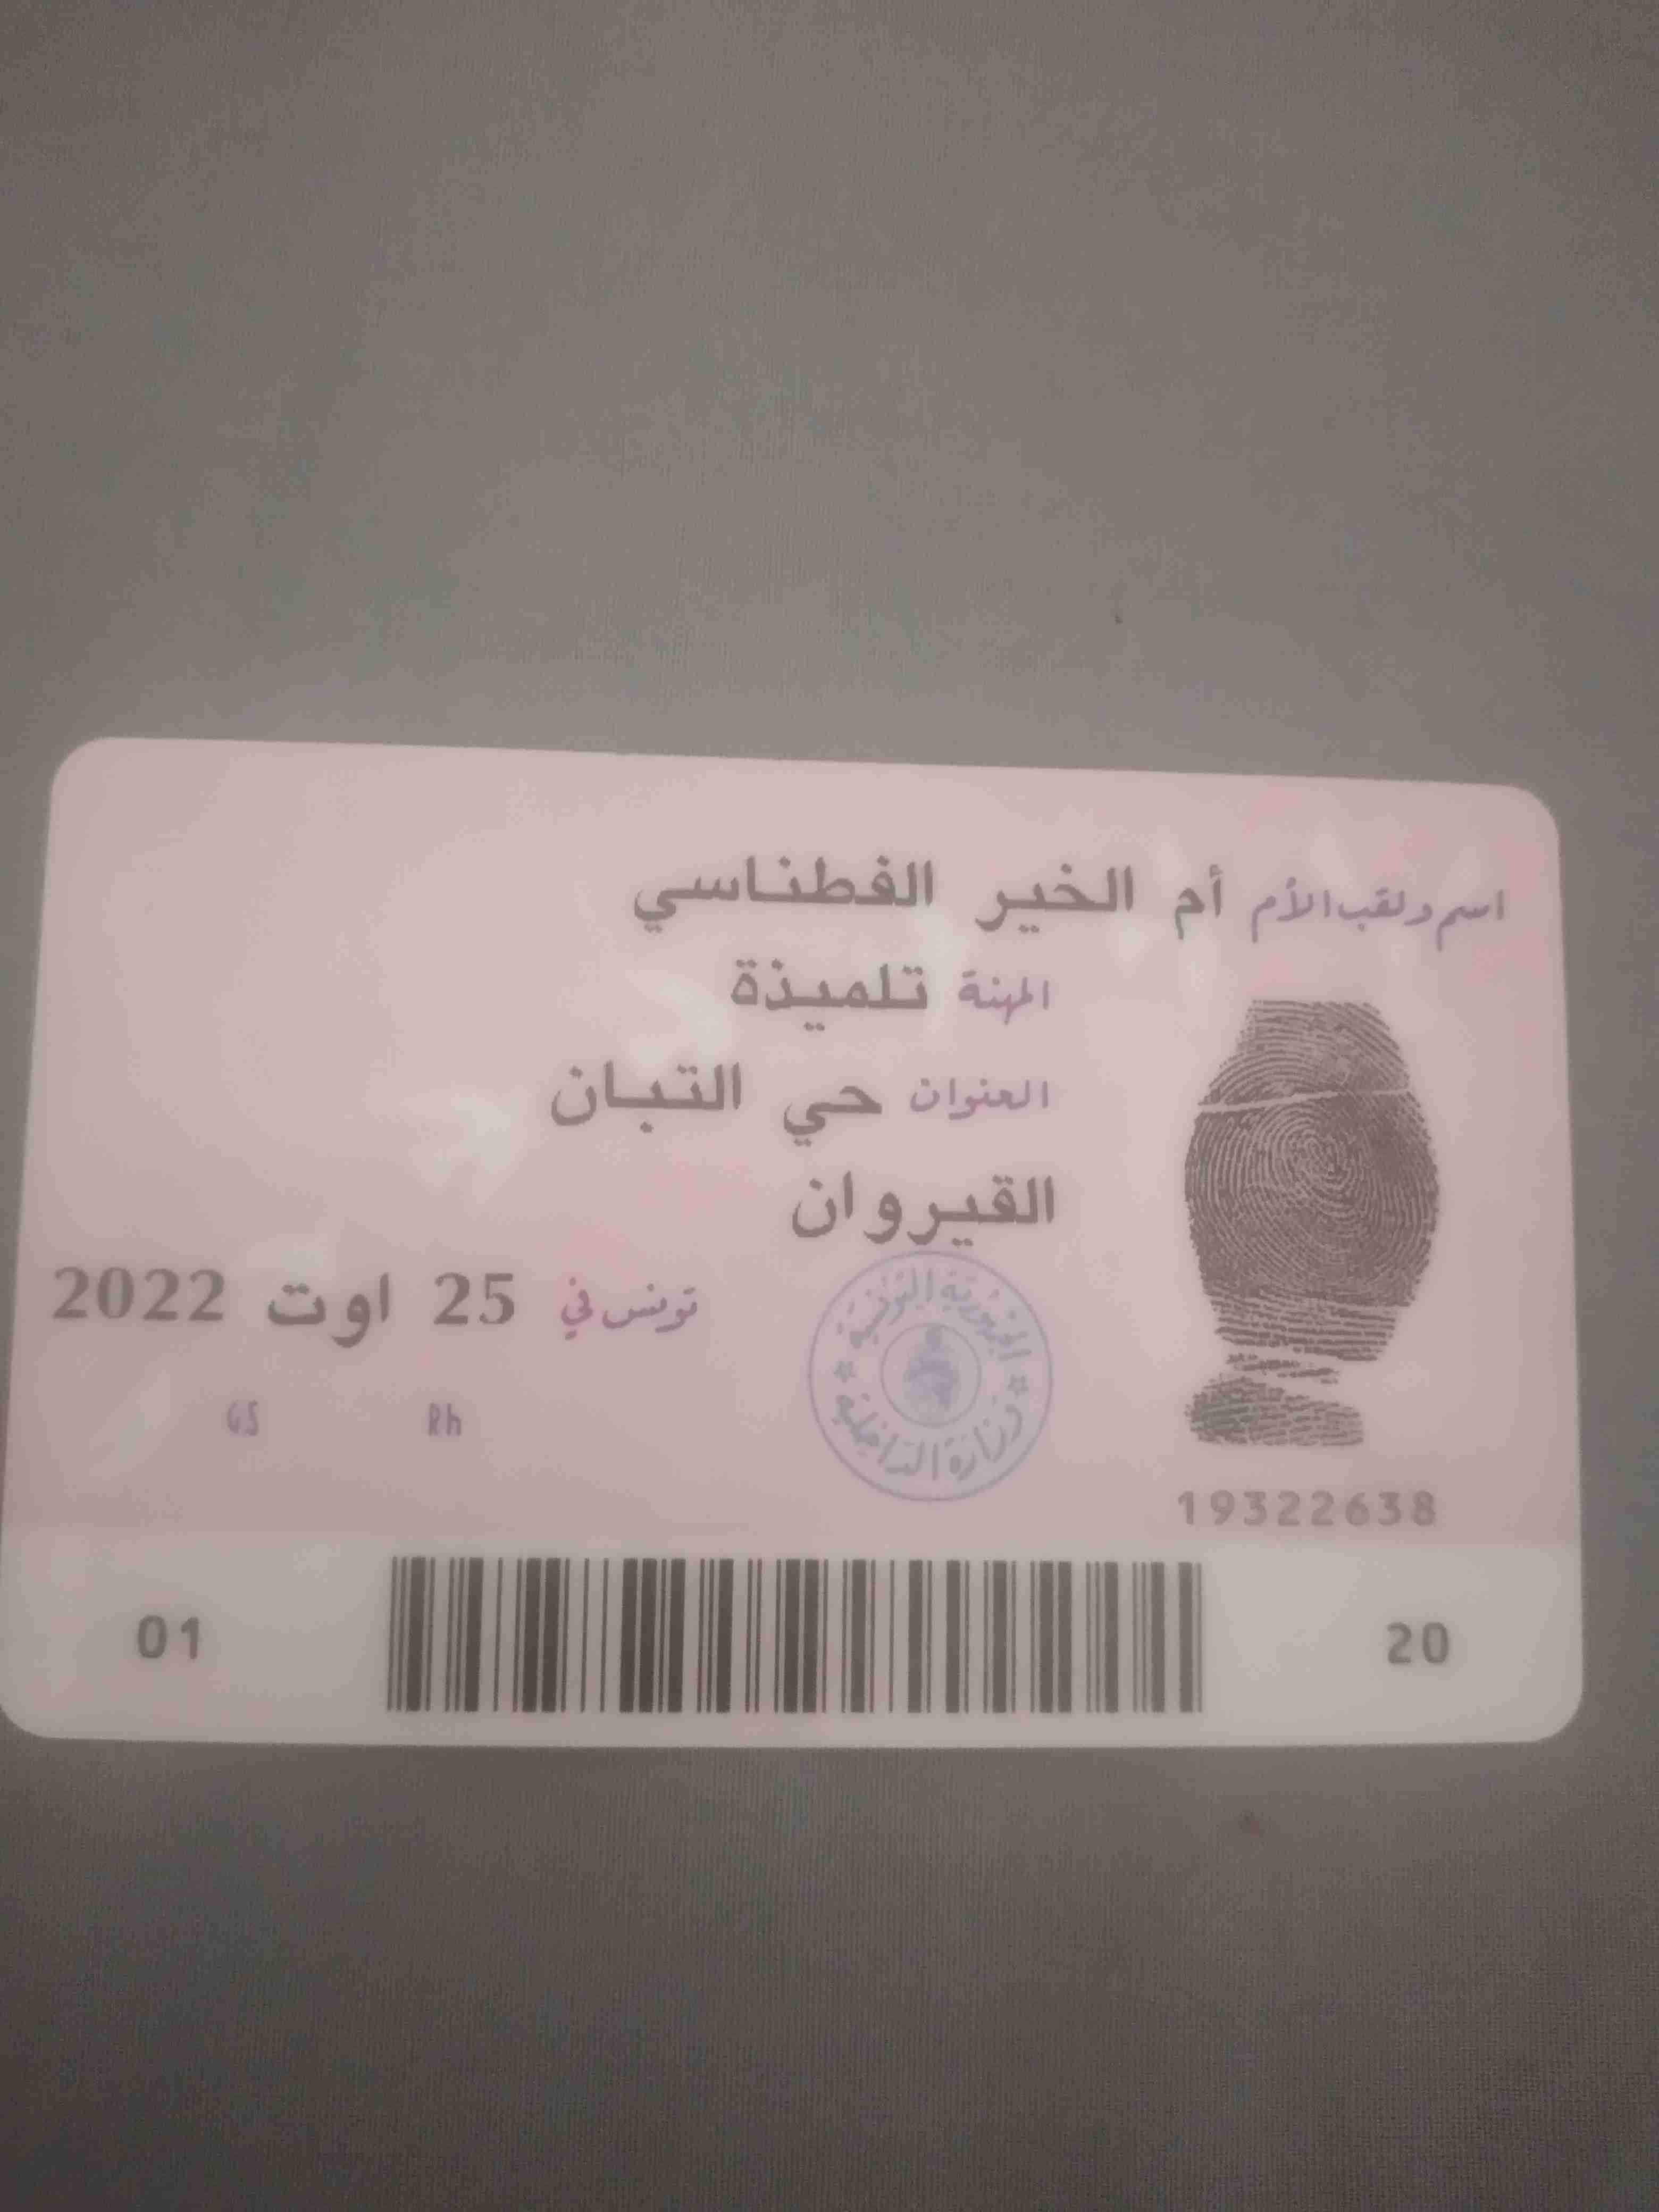 اسم ولقب الأم أم الخير الفطناسي
المهنة تلميذة
العنوان حي التبان
القيروان
تونس في 25 اوت 2022
الجمهورية التونسية
وزارة الداخلية
GS Rh
19322638
01 20